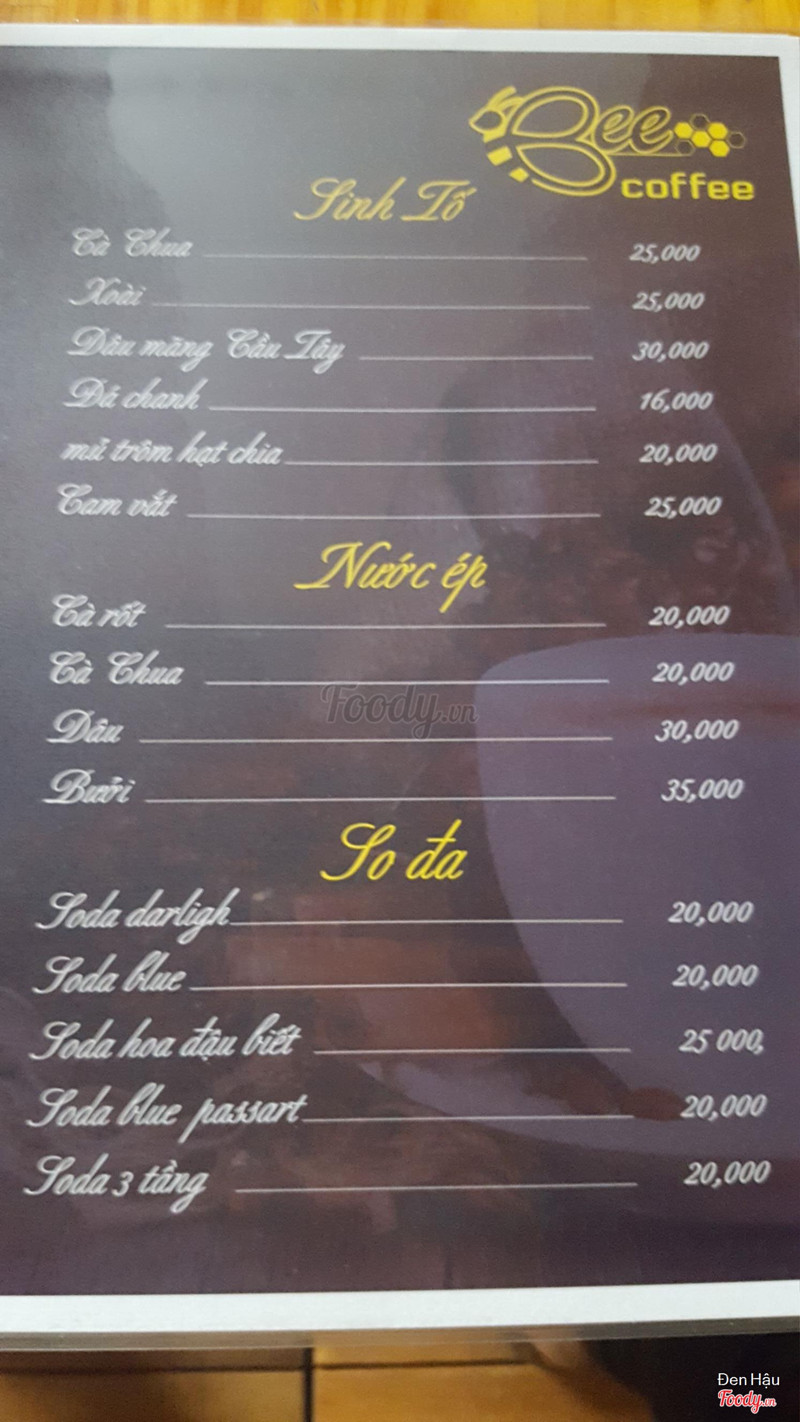 Bee
coffee
Sinh Tố
Cà Chua 25,000
Xoài 25,000
Dâu măng Cầu Tây 30,000
Đá chanh 16,000
mủ trôm hạt chia 20,000
Cam vắt 25,000
Nước ép
Cà rốt 20,000
Cà Chua 20,000
Dâu 30,000
Bưởi 35,000
So đa
Soda darligh 20,000
Soda blue 20,000
Soda hoa đậu biết 25 000,
Soda blue passart 20,000
Soda 3 tầng 20,000
Foody.vn
Đen Hậu
Foody.vn